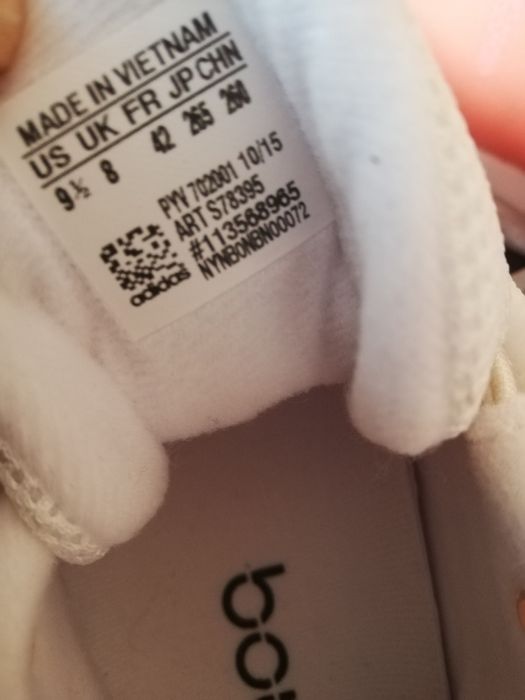 MADE IN VIETNAM
US UK FR JP CHN
9½ 8 42 265 260
PYV 702001 10/15
ART S78395
#113568965
NYNBONBN00072
adidas